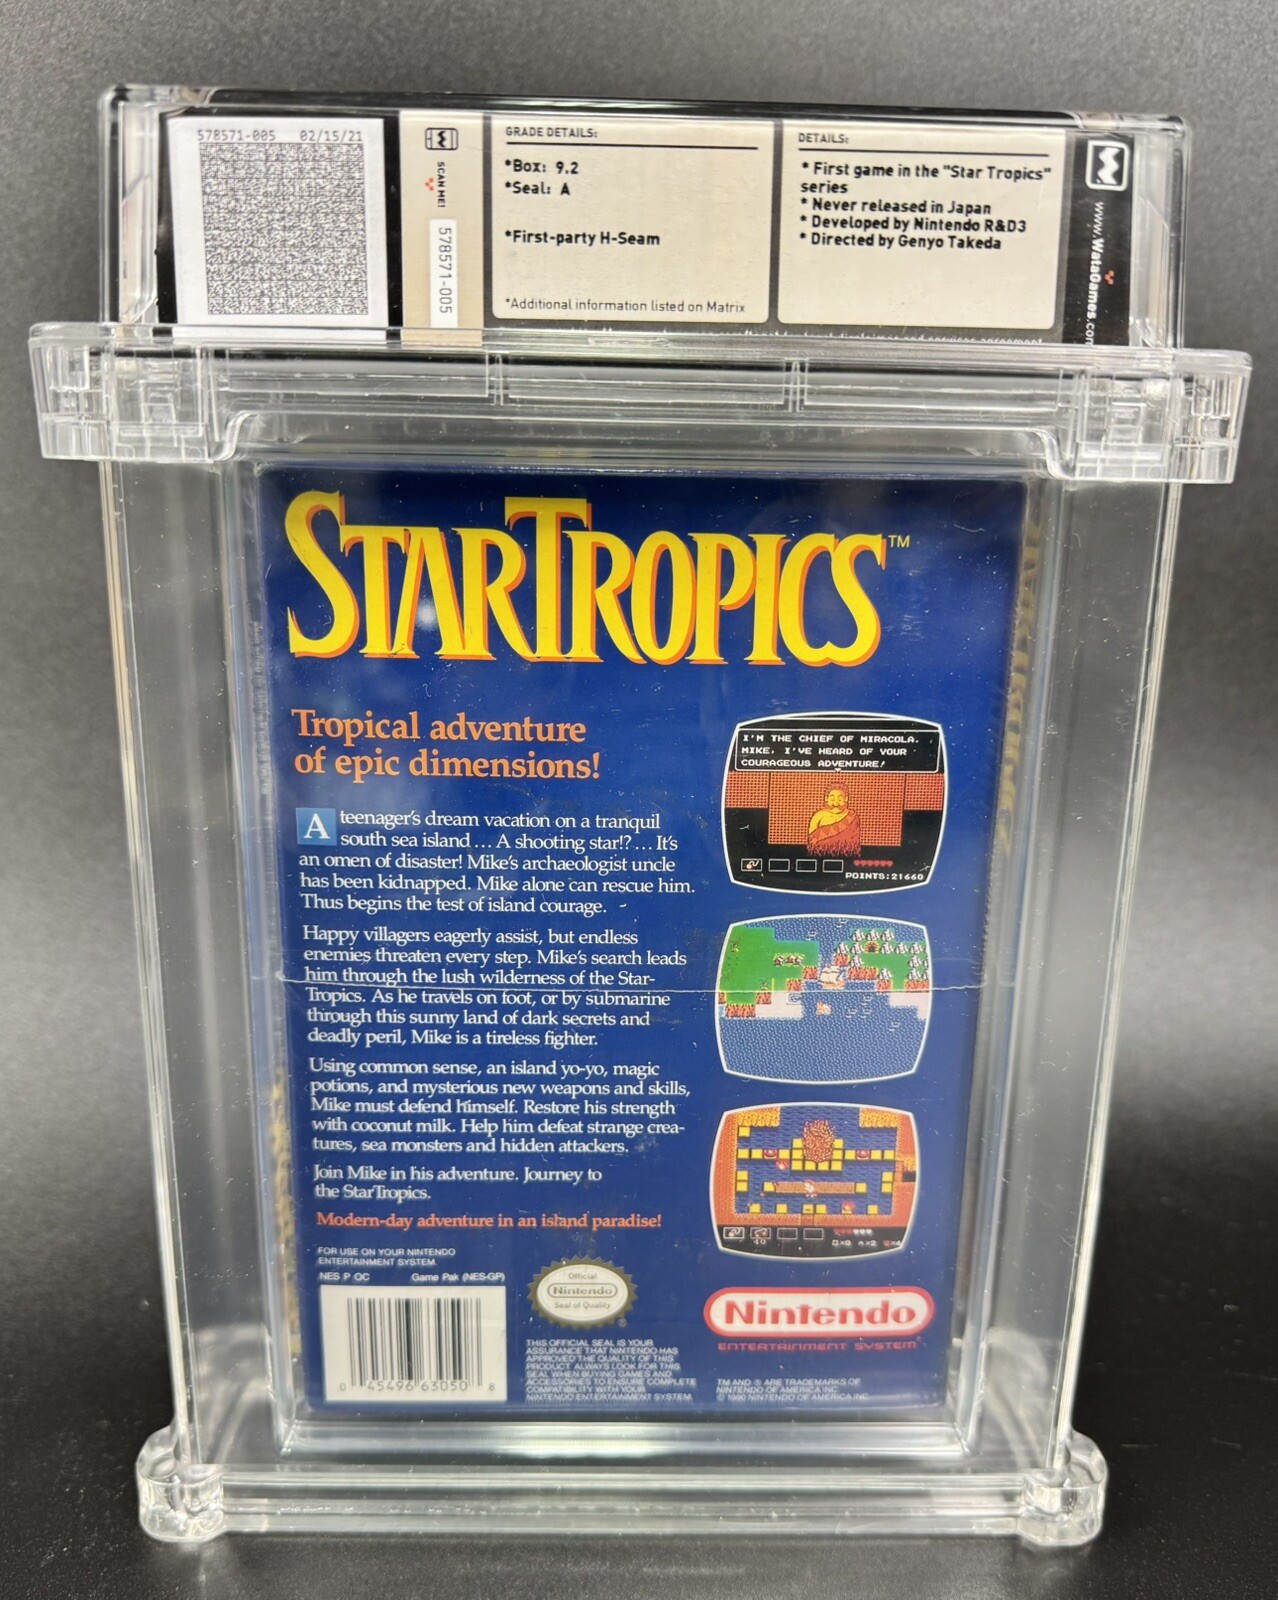 578571-005 02/15/21
SCAN ME!
578571-005
GRADE DETAILS:
*Box: 9.2
*Seal: A
*First-party H-Seam
*Additional information listed on Matrix
DETAILS:
* First game in the "Star Tropics"
series
* Never released in Japan
* Developed by Nintendo R&D3
* Directed by Genyo Takeda
disclaimer and services agreement
www.WataGames.com
STARTROPICS™
Tropical adventure
of epic dimensions!
A teenager's dream vacation on a tranquil
south sea island ... A shooting star!? ... It's
an omen of disaster! Mike's archaeologist uncle
has been kidnapped. Mike alone can rescue him.
Thus begins the test of island courage.
Happy villagers eagerly assist, but endless
enemies threaten every step. Mike's search leads
him through the lush wilderness of the Star-
Tropics. As he travels on foot, or by submarine
through this sunny land of dark secrets and
deadly peril, Mike is a tireless fighter.
Using common sense, an island yo-yo, magic
potions, and mysterious new weapons and skills,
Mike must defend himself. Restore his strength
with coconut milk. Help him defeat strange crea-
tures, sea monsters and hidden attackers.
Join Mike in his adventure. Journey to
the StarTropics.
Modern-day adventure in an island paradise!
I'M THE CHIEF OF MIRACOLA.
MIKE, I'VE HEARD OF YOUR
COURAGEOUS ADVENTURE!
POINTS:21660
40
×0 ×2 ×4
FOR USE ON YOUR NINTENDO
ENTERTAINMENT SYSTEM.
NES P OC Game Pak (NES-GP)
0 45496 63050 8
Official
Nintendo
Seal of Quality
®
THIS OFFICIAL SEAL IS YOUR
ASSURANCE THAT NINTENDO HAS
APPROVED THE QUALITY OF THIS
PRODUCT. ALWAYS LOOK FOR THIS
SEAL WHEN BUYING GAMES AND
ACCESSORIES TO ENSURE COMPLETE
COMPATIBILITY WITH YOUR
NINTENDO ENTERTAINMENT SYSTEM.
Nintendo
ENTERTAINMENT SYSTEM®
TM AND ® ARE TRADEMARKS OF
NINTENDO OF AMERICA INC.
© 1990 NINTENDO OF AMERICA INC.